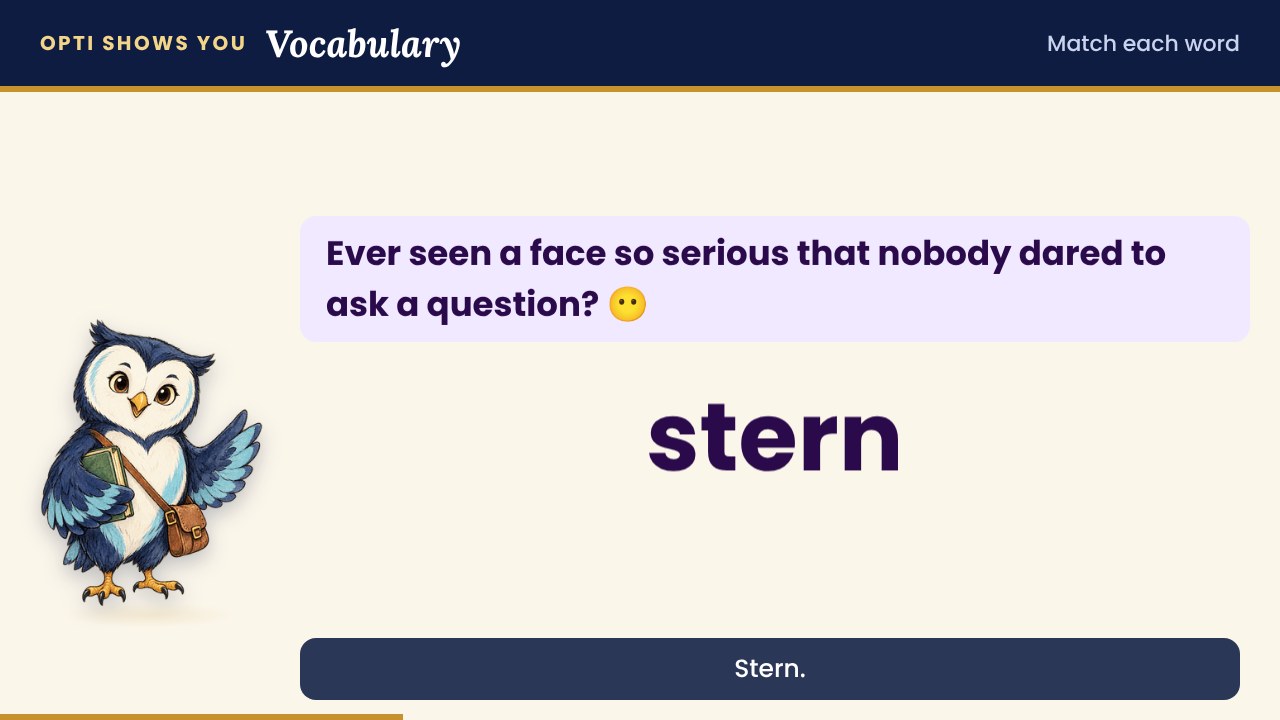 OPTI SHOWS YOU Vocabulary
Match each word
Ever seen a face so serious that nobody dared to
ask a question? 😶
stern
Stern.